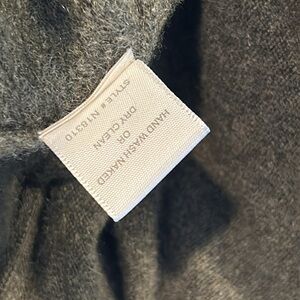 HAND WASH NAKED
OR
DRY CLEAN
STYLE# N18310